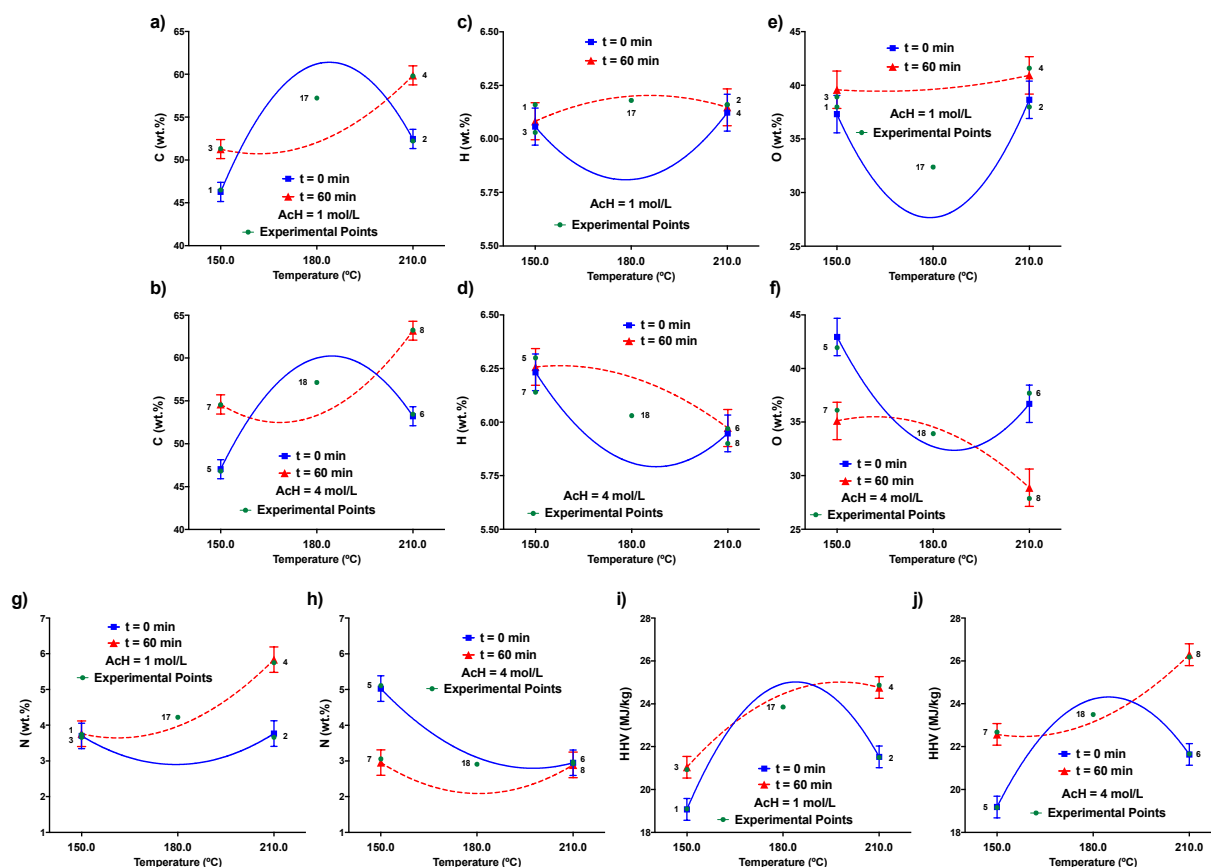 a)
C (wt.%)
65
60
55
50
45
40
150.0
180.0
210.0
Temperature (ºC)
1
3
17
4
2
t = 0 min
t = 60 min
AcH = 1 mol/L
Experimental Points
c)
H (wt.%)
6.50
6.25
6.00
5.75
5.50
150.0
180.0
210.0
Temperature (ºC)
1
3
17
2
4
t = 0 min
t = 60 min
AcH = 1 mol/L
Experimental Points
e)
O (wt.%)
45
40
35
30
25
150.0
180.0
210.0
Temperature (ºC)
3
1
17
4
2
t = 0 min
t = 60 min
AcH = 1 mol/L
Experimental Points
b)
C (wt.%)
65
60
55
50
45
40
150.0
180.0
210.0
Temperature (ºC)
7
5
18
8
6
t = 0 min
t = 60 min
AcH = 4 mol/L
Experimental Points
d)
H (wt.%)
6.50
6.25
6.00
5.75
5.50
150.0
180.0
210.0
Temperature (ºC)
5
7
18
6
8
t = 0 min
t = 60 min
AcH = 4 mol/L
Experimental Points
f)
O (wt.%)
45
40
35
30
25
150.0
180.0
210.0
Temperature (ºC)
5
7
18
6
8
t = 0 min
t = 60 min
AcH = 4 mol/L
Experimental Points
g)
N (wt.%)
7
6
5
4
3
2
1
150.0
180.0
210.0
Temperature (ºC)
1
3
17
4
2
t = 0 min
t = 60 min
AcH = 1 mol/L
Experimental Points
h)
N (wt.%)
7
6
5
4
3
2
1
150.0
180.0
210.0
Temperature (ºC)
5
7
18
6
8
t = 0 min
t = 60 min
AcH = 4 mol/L
Experimental Points
i)
HHV (MJ/kg)
28
26
24
22
20
18
150.0
180.0
210.0
Temperature (ºC)
3
1
17
4
2
t = 0 min
t = 60 min
AcH = 1 mol/L
Experimental Points
j)
HHV (MJ/kg)
28
26
24
22
20
18
150.0
180.0
210.0
Temperature (ºC)
7
5
18
8
6
t = 0 min
t = 60 min
AcH = 4 mol/L
Experimental Points